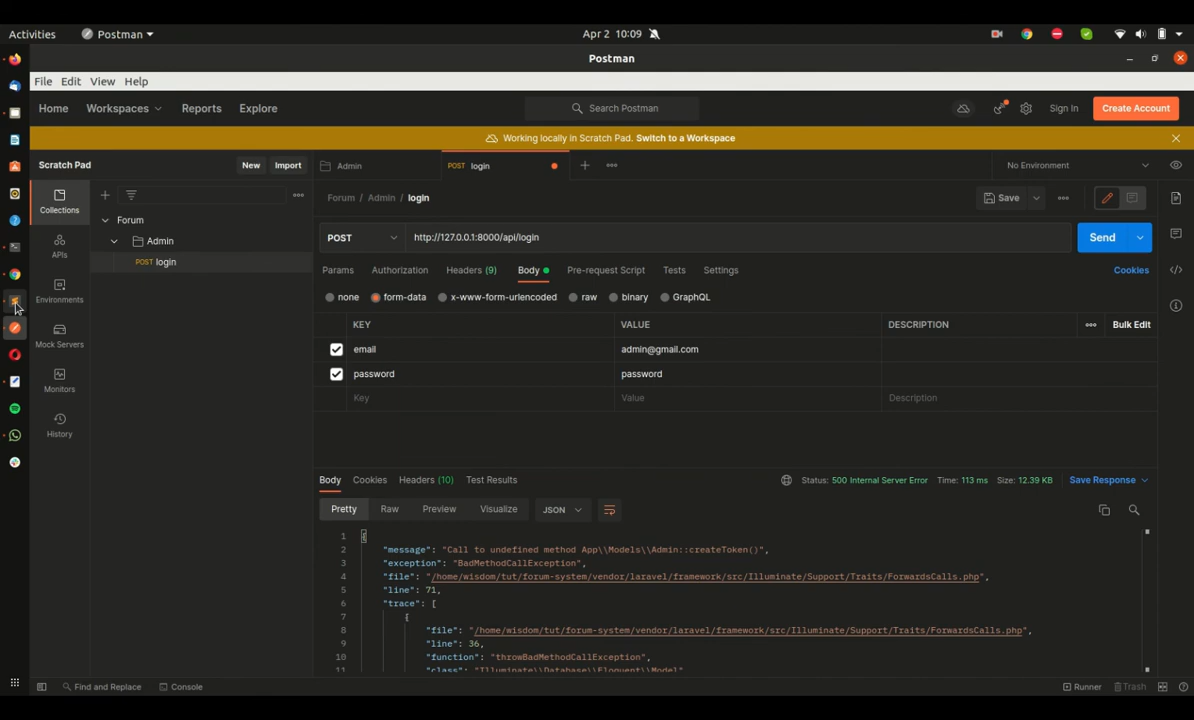 Activities Postman Apr 2 10:09
Postman
File Edit View Help
Home Workspaces Reports Explore Search Postman Sign In Create Account
Working locally in Scratch Pad. Switch to a Workspace
Scratch Pad New Import Admin POST login No Environment
Collections
Forum / Admin / login Save
Forum
Admin
POST login
APIs
Environments
Mock Servers
Monitors
History
POST http://127.0.0.1:8000/api/login Send
Params Authorization Headers (9) Body Pre-request Script Tests Settings Cookies
none form-data x-www-form-urlencoded raw binary GraphQL
KEY VALUE DESCRIPTION Bulk Edit
email admin@gmail.com
password password
Key Value Description
Body Cookies Headers (10) Test Results Status: 500 Internal Server Error Time: 113 ms Size: 12.39 KB Save Response
Pretty Raw Preview Visualize JSON
1 {
2 "message": "Call to undefined method App\\Models\\Admin::createToken()",
3 "exception": "BadMethodCallException",
4 "file": "/home/wisdom/tut/forum-system/vendor/laravel/framework/src/Illuminate/Support/Traits/ForwardsCalls.php",
5 "line": 71,
6 "trace": [
7 {
8 "file": "/home/wisdom/tut/forum-system/vendor/laravel/framework/src/Illuminate/Support/Traits/ForwardsCalls.php",
9 "line": 36,
10 "function": "throwBadMethodCallException",
11 "class": "Illuminate\\Database\\Eloquent\\Model",
Find and Replace Console Runner Trash